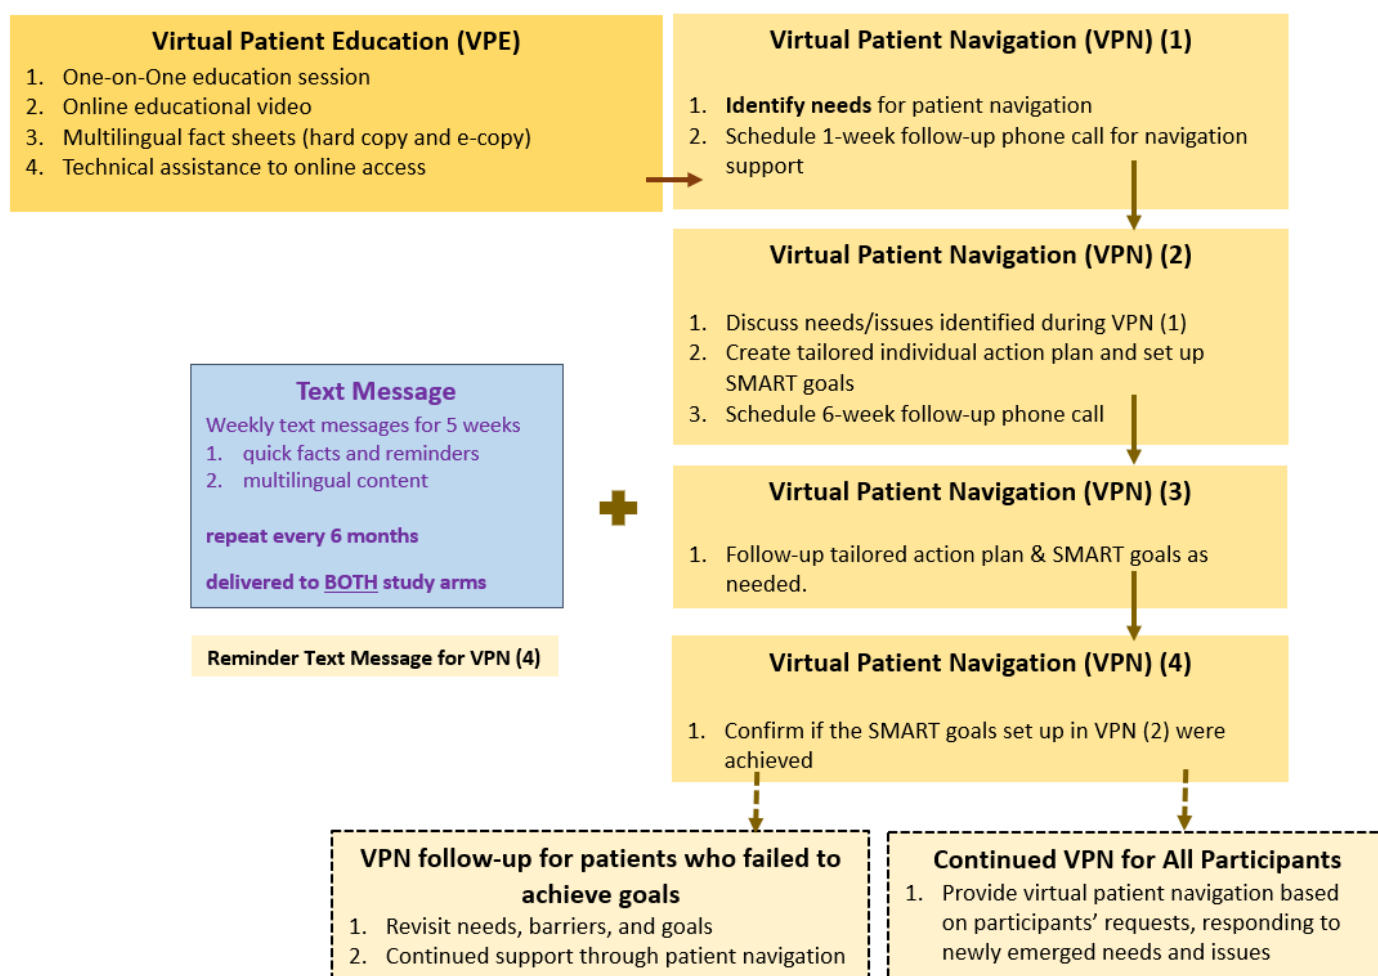 Virtual Patient Education (VPE)
1. One-on-One education session
2. Online educational video
3. Multilingual fact sheets (hard copy and e-copy)
4. Technical assistance to online access
Virtual Patient Navigation (VPN) (1)
1. Identify needs for patient navigation
2. Schedule 1-week follow-up phone call for navigation
support
Virtual Patient Navigation (VPN) (2)
1. Discuss needs/issues identified during VPN (1)
2. Create tailored individual action plan and set up
SMART goals
3. Schedule 6-week follow-up phone call
Text Message
Weekly text messages for 5 weeks
1. quick facts and reminders
2. multilingual content
repeat every 6 months
delivered to BOTH study arms
Reminder Text Message for VPN (4)
Virtual Patient Navigation (VPN) (3)
1. Follow-up tailored action plan & SMART goals as
needed.
Virtual Patient Navigation (VPN) (4)
1. Confirm if the SMART goals set up in VPN (2) were
achieved
VPN follow-up for patients who failed to
achieve goals
1. Revisit needs, barriers, and goals
2. Continued support through patient navigation
Continued VPN for All Participants
1. Provide virtual patient navigation based
on participants’ requests, responding to
newly emerged needs and issues